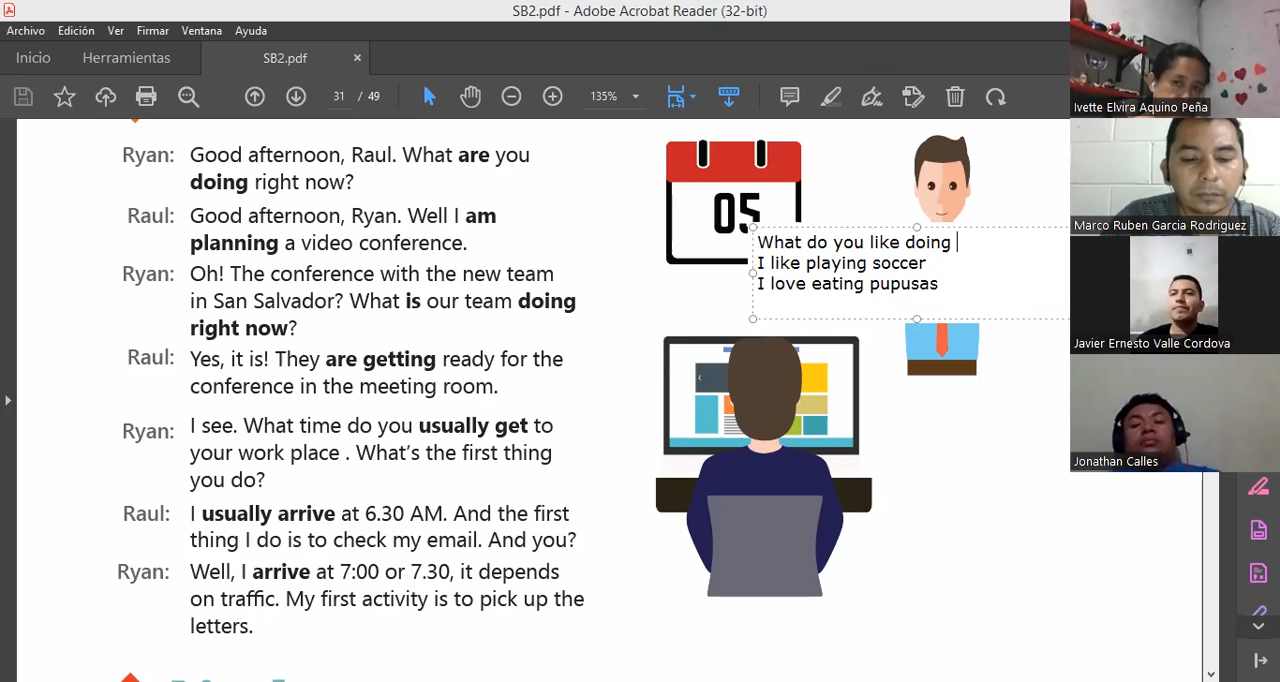 SB2.pdf - Adobe Acrobat Reader (32-bit)
Archivo Edición Ver Firmar Ventana Ayuda
Inicio Herramientas SB2.pdf ×
31 / 49 135%
Ryan: Good afternoon, Raul. What are you
doing right now?
Raul: Good afternoon, Ryan. Well I am
planning a video conference.
Ryan: Oh! The conference with the new team
in San Salvador? What is our team doing
right now?
Raul: Yes, it is! They are getting ready for the
conference in the meeting room.
Ryan: I see. What time do you usually get to
your work place . What's the first thing
you do?
Raul: I usually arrive at 6.30 AM. And the first
thing I do is to check my email. And you?
Ryan: Well, I arrive at 7:00 or 7.30, it depends
on traffic. My first activity is to pick up the
letters.
05
What do you like doing
I like playing soccer
I love eating pupusas
Ivette Elvira Aquino Peña
Marco Ruben Garcia Rodriguez
Javier Ernesto Valle Cordova
Jonathan Calles